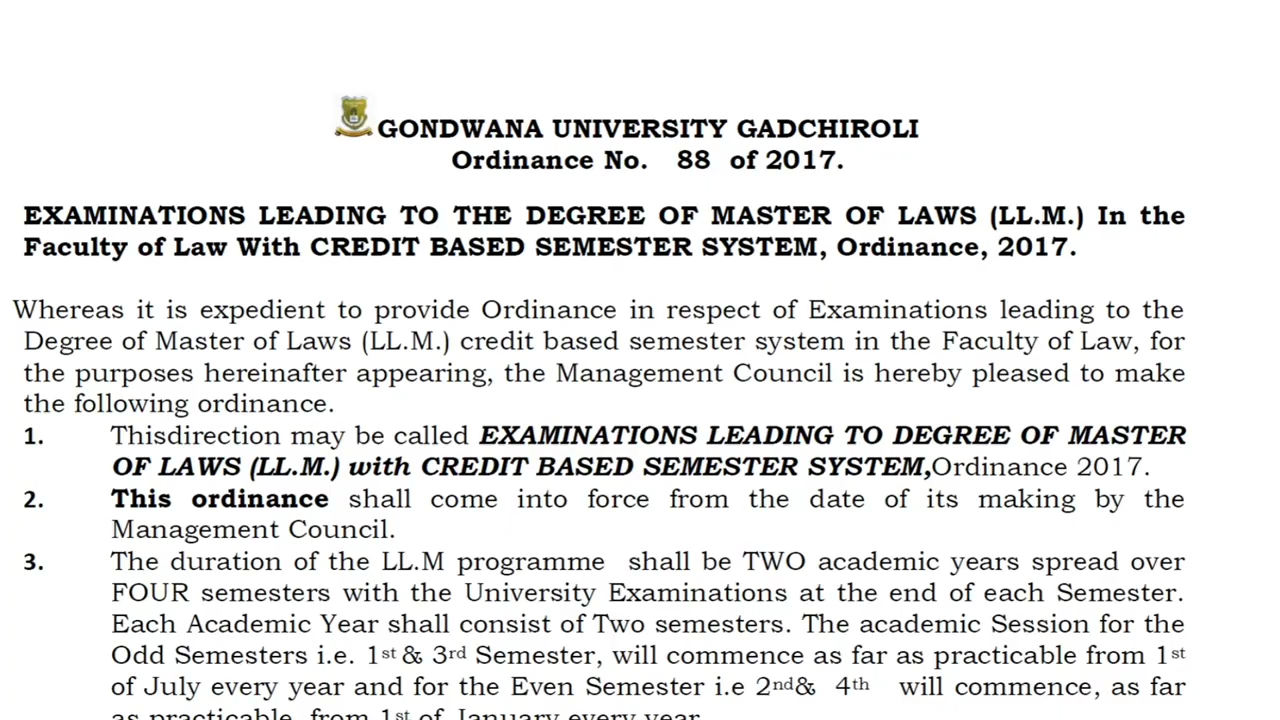 GONDWANA UNIVERSITY GADCHIROLI
Ordinance No. 88 of 2017.
EXAMINATIONS LEADING TO THE DEGREE OF MASTER OF LAWS (LL.M.) In the
Faculty of Law With CREDIT BASED SEMESTER SYSTEM, Ordinance, 2017.
Whereas it is expedient to provide Ordinance in respect of Examinations leading to the
Degree of Master of Laws (LL.M.) credit based semester system in the Faculty of Law, for
the purposes hereinafter appearing, the Management Council is hereby pleased to make
the following ordinance.
1. Thisdirection may be called EXAMINATIONS LEADING TO DEGREE OF MASTER
OF LAWS (LL.M.) with CREDIT BASED SEMESTER SYSTEM,Ordinance 2017.
2. This ordinance shall come into force from the date of its making by the
Management Council.
3. The duration of the LL.M programme shall be TWO academic years spread over
FOUR semesters with the University Examinations at the end of each Semester.
Each Academic Year shall consist of Two semesters. The academic Session for the
Odd Semesters i.e. 1st & 3rd Semester, will commence as far as practicable from 1st
of July every year and for the Even Semester i.e 2nd& 4th will commence, as far
as practicable, from 1st of January every year.